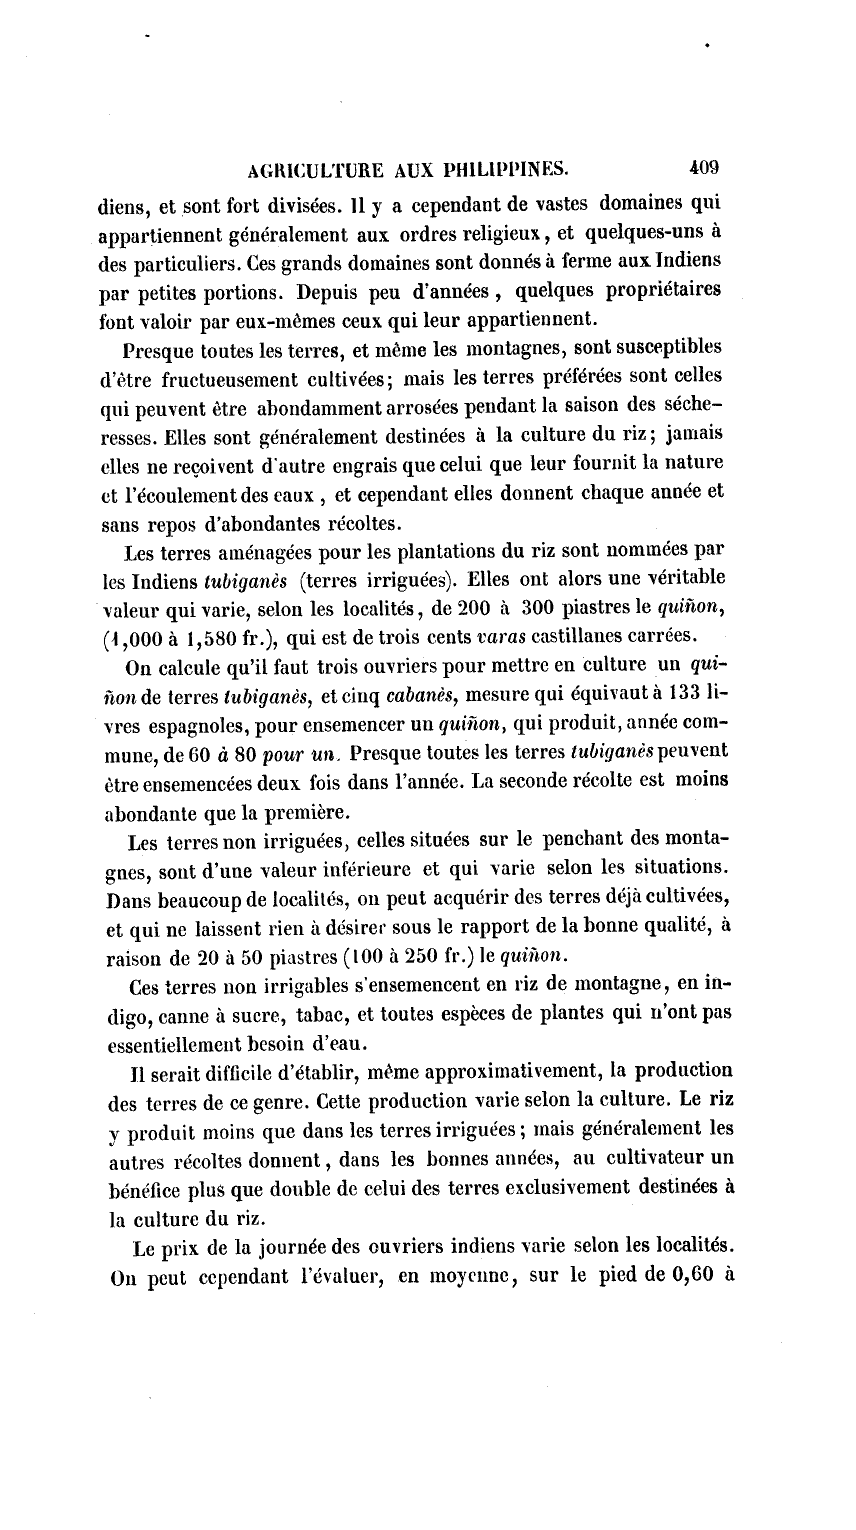 AGRICULTURE AUX PHILIPPINES. 409
diens, et sont fort divisées. Il y a cependant de vastes domaines qui
appartiennent généralement aux ordres religieux, et quelques-uns à
des particuliers. Ces grands domaines sont donnés à ferme aux Indiens
par petites portions. Depuis peu d'années, quelques propriétaires
font valoir par eux-mêmes ceux qui leur appartiennent.
Presque toutes les terres, et même les montagnes, sont susceptibles
d'être fructueusement cultivées; mais les terres préférées sont celles
qui peuvent être abondamment arrosées pendant la saison des séche-
resses. Elles sont généralement destinées à la culture du riz; jamais
elles ne reçoivent d'autre engrais que celui que leur fournit la nature
et l'écoulement des eaux, et cependant elles donnent chaque année et
sans repos d'abondantes récoltes.
Les terres aménagées pour les plantations du riz sont nommées par
les Indiens tubiganès (terres irriguées). Elles ont alors une véritable
valeur qui varie, selon les localités, de 200 à 300 piastres le quiñon,
(1,000 à 1,580 fr.), qui est de trois cents varas castillanes carrées.
On calcule qu'il faut trois ouvriers pour mettre en culture un qui-
ñon de terres tubiganès, et cinq cabanès, mesure qui équivaut à 133 li-
vres espagnoles, pour ensemencer un quiñon, qui produit, année com-
mune, de 60 à 80 pour un. Presque toutes les terres tubiganès peuvent
être ensemencées deux fois dans l'année. La seconde récolte est moins
abondante que la première.
Les terres non irriguées, celles situées sur le penchant des monta-
gnes, sont d'une valeur inférieure et qui varie selon les situations.
Dans beaucoup de localités, on peut acquérir des terres déjà cultivées,
et qui ne laissent rien à désirer sous le rapport de la bonne qualité, à
raison de 20 à 50 piastres (100 à 250 fr.) le quiñon.
Ces terres non irrigables s'ensemencent en riz de montagne, en in-
digo, canne à sucre, tabac, et toutes espèces de plantes qui n'ont pas
essentiellement besoin d'eau.
Il serait difficile d'établir, même approximativement, la production
des terres de ce genre. Cette production varie selon la culture. Le riz
y produit moins que dans les terres irriguées; mais généralement les
autres récoltes donnent, dans les bonnes années, au cultivateur un
bénéfice plus que double de celui des terres exclusivement destinées à
la culture du riz.
Le prix de la journée des ouvriers indiens varie selon les localités.
On peut cependant l'évaluer, en moyenne, sur le pied de 0,60 à